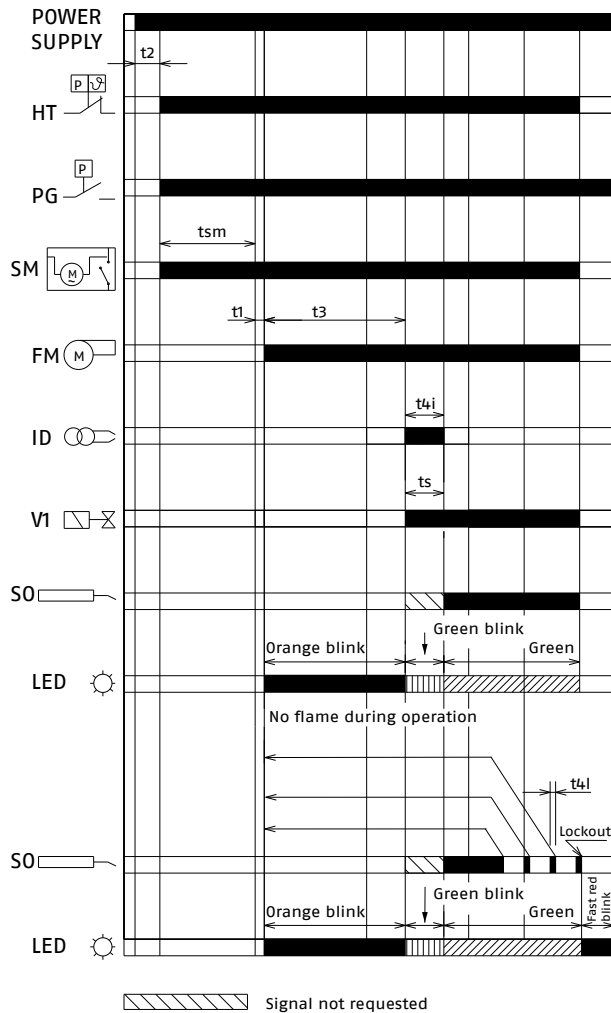 POWER
SUPPLY
t2
P ϑ
HT
P
PG
tsm
SM M
t1 t3
FM M
t4i
ID
ts
V1
SO
Green blink
Orange blink Green
LED
No flame during operation
t4l
Lockout
SO
Green blink
Orange blink Green
Fast red
blink
LED
Signal not requested